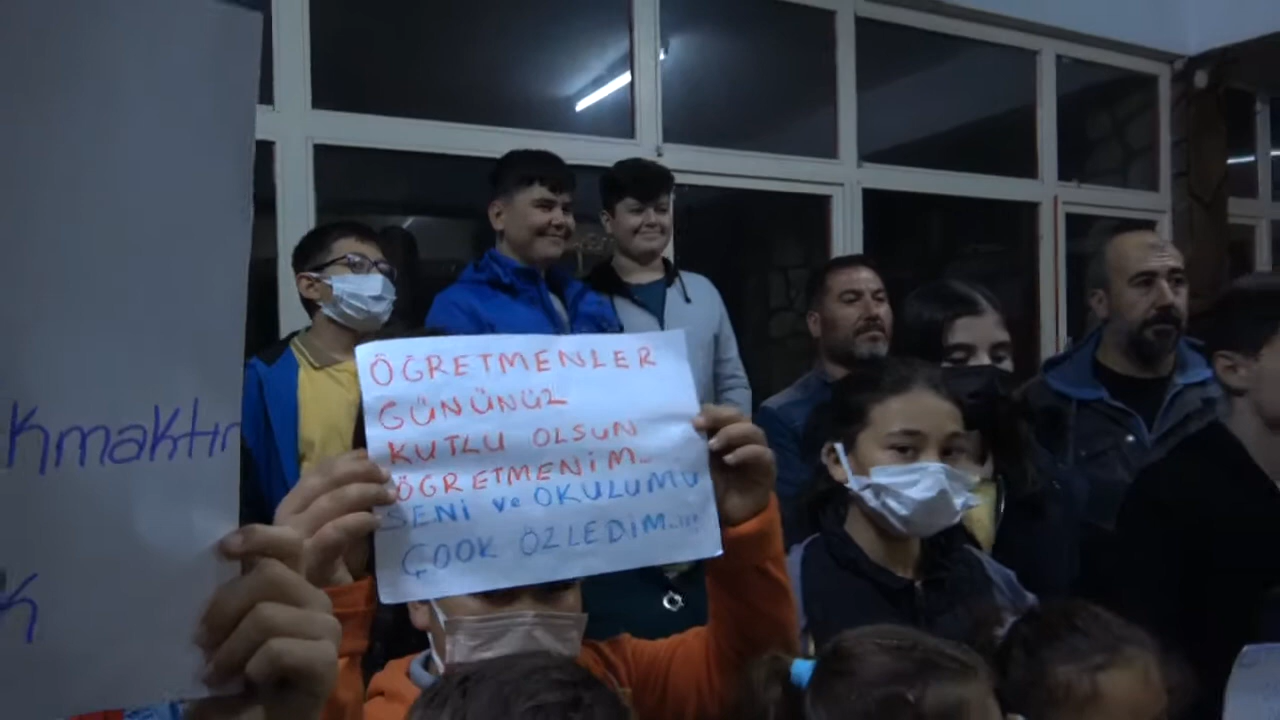 kmaktır
k
ÖĞRETMENLER
GÜNÜNÜZ
KUTLU OLSUN
ÖĞRETMENİM..
SENİ ve OKULUMU
ÇOOK ÖZLEDİM...!!!